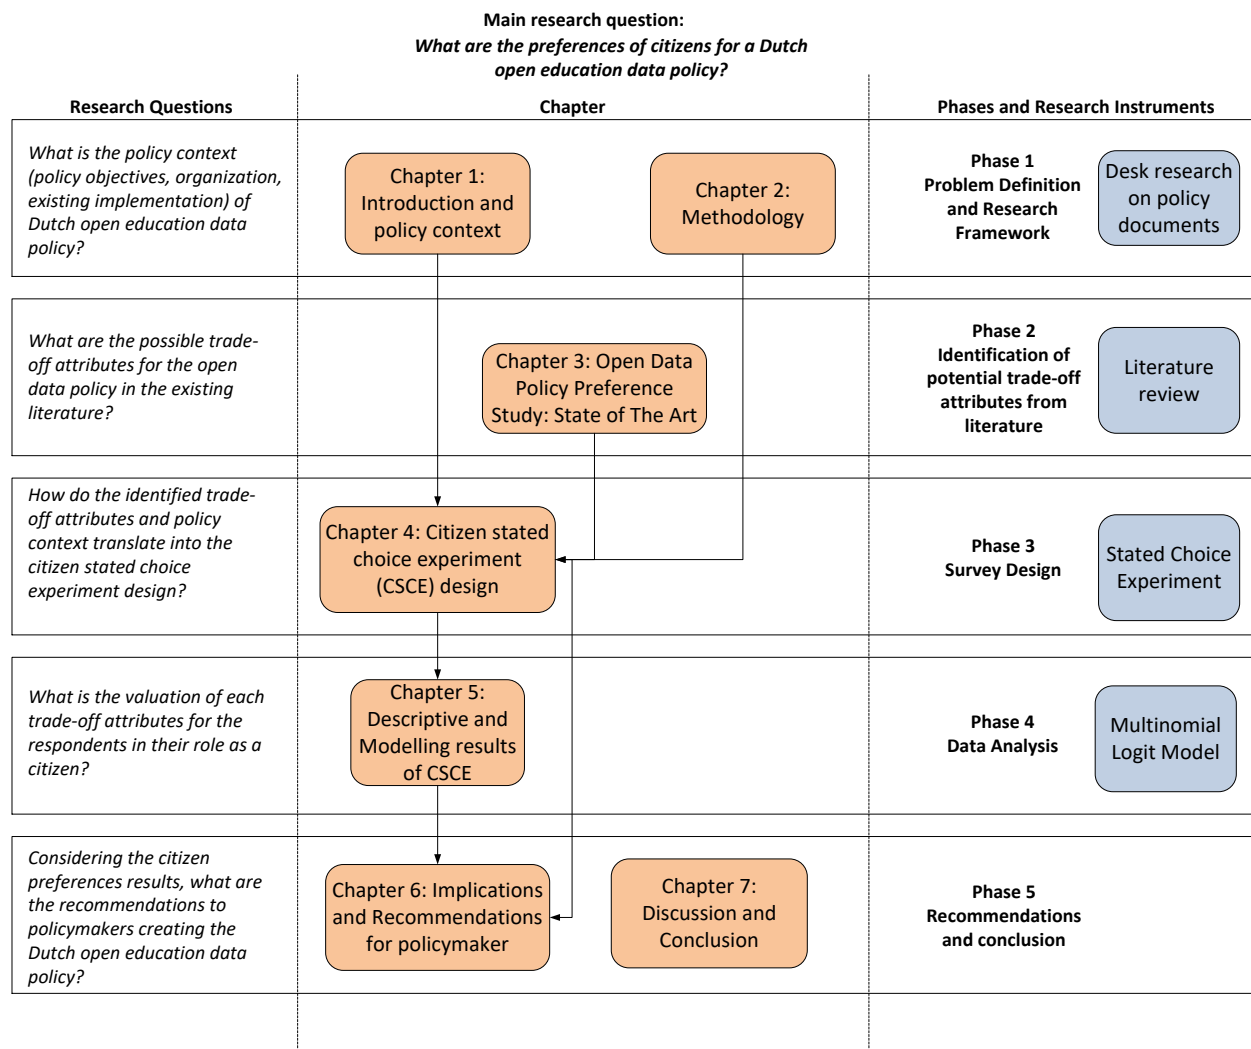 Main research question:
What are the preferences of citizens for a Dutch
open education data policy?
Research Questions
Chapter
Phases and Research Instruments
What is the policy context
(policy objectives, organization,
existing implementation) of
Dutch open education data
policy?
Chapter 1:
Introduction and
policy context
Chapter 2:
Methodology
Phase 1
Problem Definition
and Research
Framework
Desk research
on policy
documents
What are the possible trade-
off attributes for the open
data policy in the existing
literature?
Chapter 3: Open Data
Policy Preference
Study: State of The Art
Phase 2
Identification of
potential trade-off
attributes from
literature
Literature
review
How do the identified trade-
off attributes and policy
context translate into the
citizen stated choice
experiment design?
Chapter 4: Citizen stated
choice experiment
(CSCE) design
Phase 3
Survey Design
Stated Choice
Experiment
What is the valuation of each
trade-off attributes for the
respondents in their role as a
citizen?
Chapter 5:
Descriptive and
Modelling results
of CSCE
Phase 4
Data Analysis
Multinomial
Logit Model
Considering the citizen
preferences results, what are
the recommendations to
policymakers creating the
Dutch open education data
policy?
Chapter 6: Implications
and Recommendations
for policymaker
Chapter 7:
Discussion and
Conclusion
Phase 5
Recommendations
and conclusion